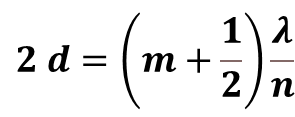 2 d = (m + 1/2) λ/n